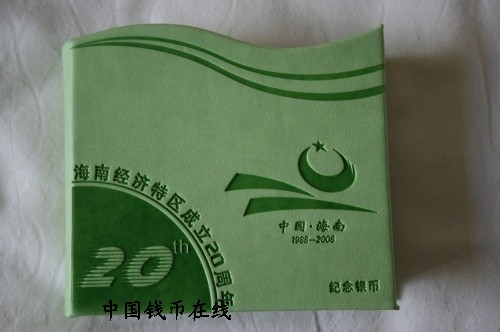 海南经济特区成立20周年
20th
中国·海南
1988—2008
纪念银币
中国钱币在线